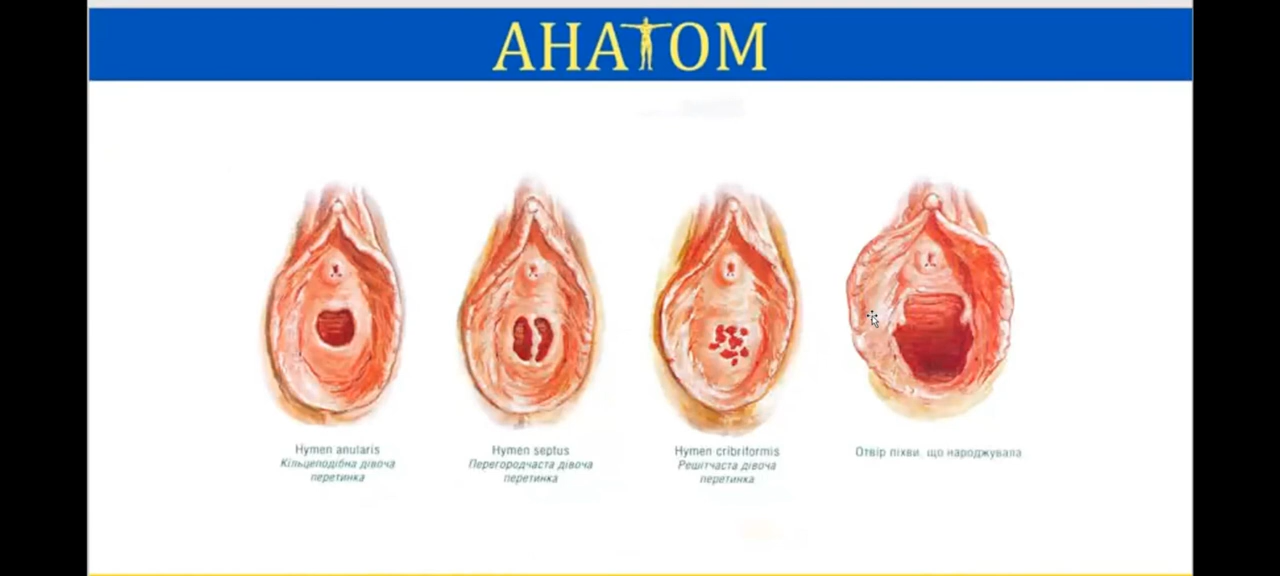 АНАТОМ
Hymen anularis
Кільцеподібна дівоча
перетинка
Hymen septus
Перегородчаста дівоча
перетинка
Hymen cribriformis
Решітчаста дівоча
перетинка
Отвір піхви, що народжувала